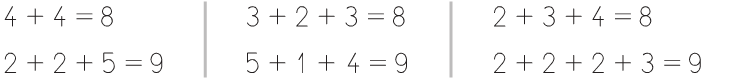 4 + 4 = 8
2 + 2 + 5 = 9
3 + 2 + 3 = 8
5 + 1 + 4 = 9
2 + 3 + 4 = 8
2 + 2 + 2 + 3 = 9